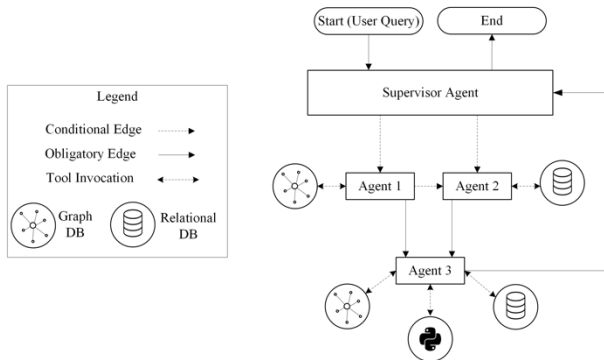 Start (User Query)
End
Supervisor Agent
Legend
Conditional Edge
Obligatory Edge
Tool Invocation
Graph
DB
Relational
DB
Agent 1
Agent 2
Agent 3